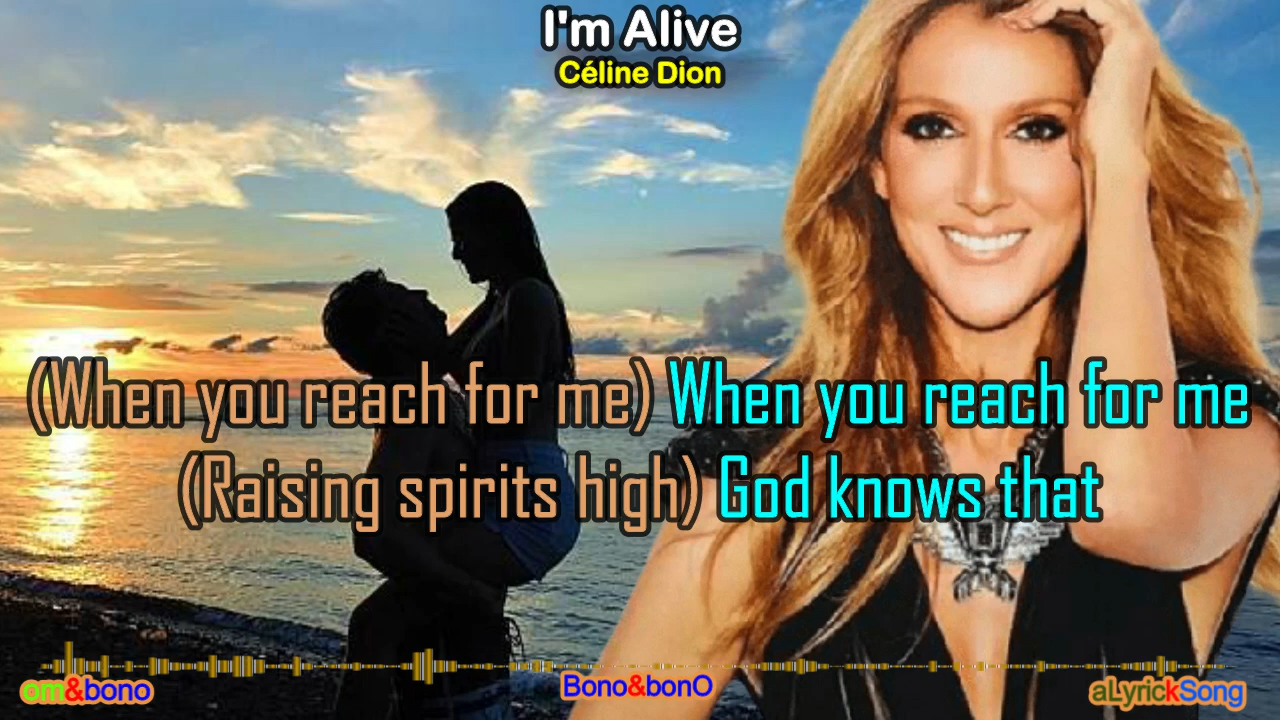 I'm Alive
Céline Dion
(When you reach for me) When you reach for me
(Raising spirits high) God knows that
om&bono
Bono&bonO
aLyrickSong